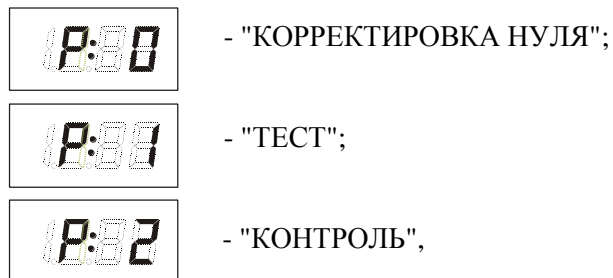 P: 0 - "КОРРЕКТИРОВКА НУЛЯ";
P: 1 - "ТЕСТ";
P: 2 - "КОНТРОЛЬ",